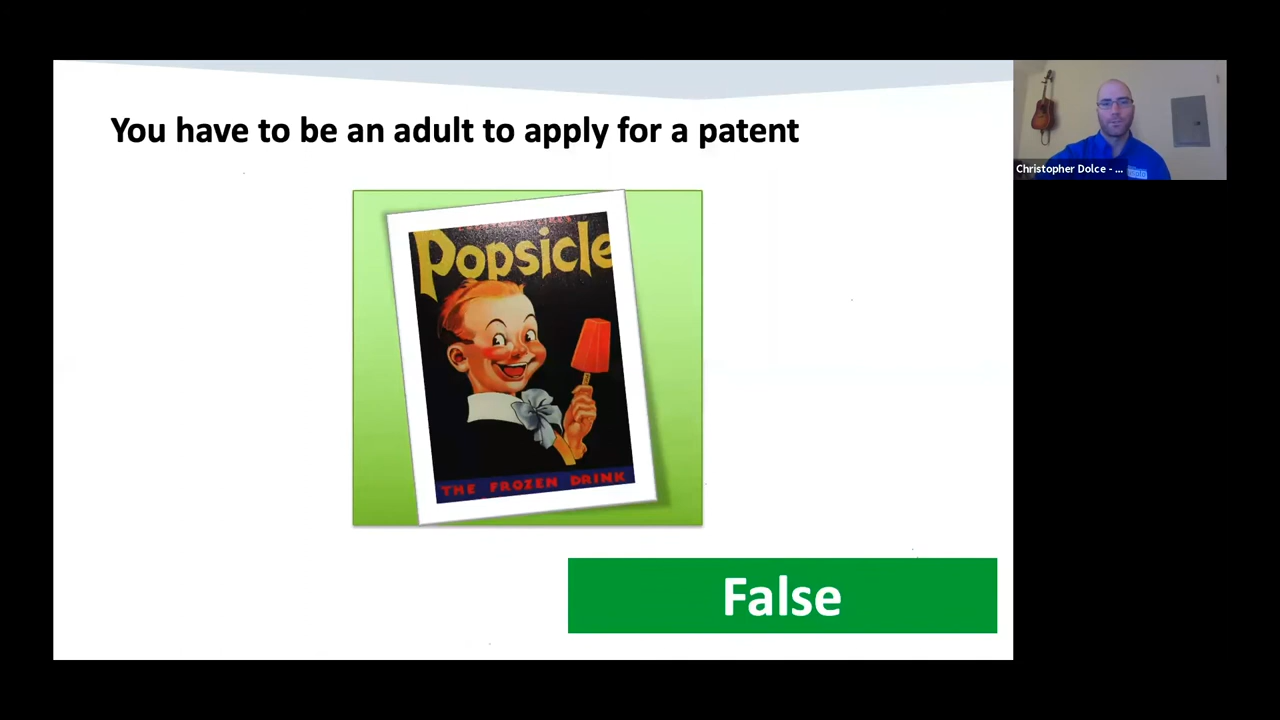 You have to be an adult to apply for a patent
Popsicle
THE FROZEN DRINK
False
Christopher Dolce - ...